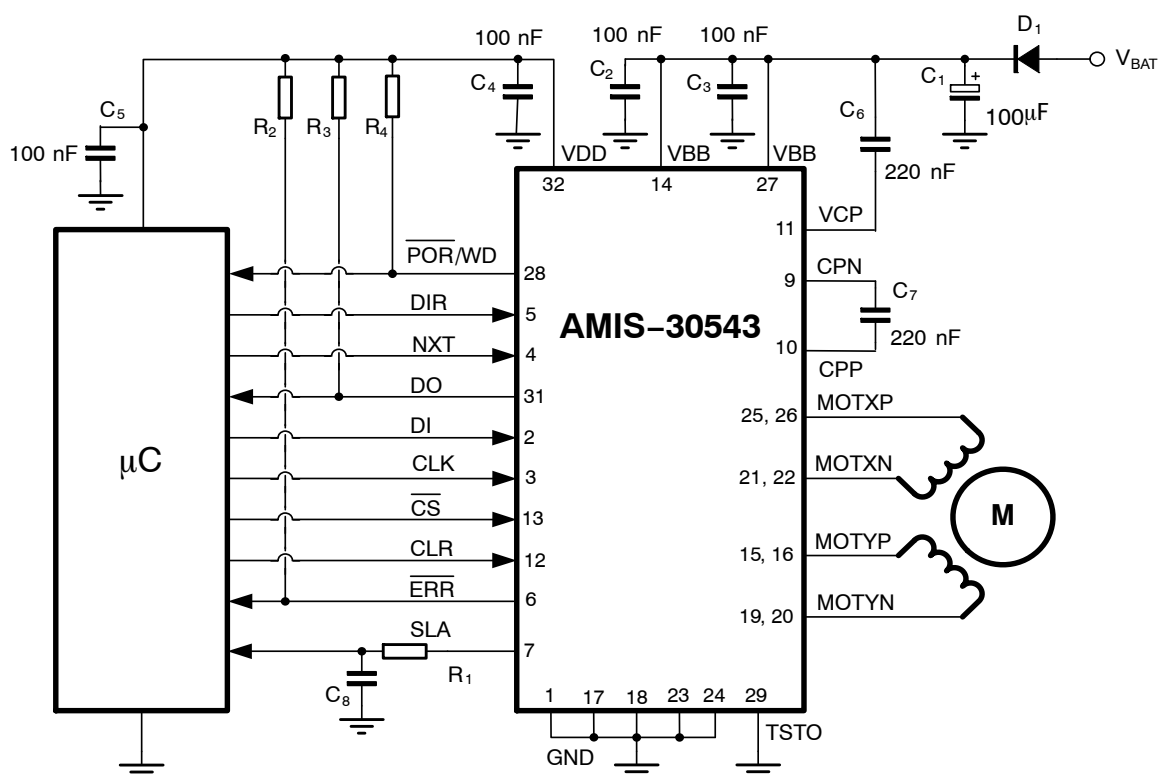 D₁
100 nF
100 nF
100 nF
V_BAT
C₄
C₂
C₃
C₁
+
100μF
C₅
100 nF
R₂
R₃
R₄
C₆
220 nF
VDD
VBB
VBB
32
14
27
11
VCP
POR/WD
28
9
CPN
C₇
220 nF
DIR
5
AMIS–30543
NXT
4
10
CPP
DO
31
25, 26
MOTXP
DI
2
μC
CLK
3
21, 22
MOTXN
CS
13
M
CLR
12
15, 16
MOTYP
ERR
6
19, 20
MOTYN
SLA
7
R₁
C₈
1
17
18
23
24
29
GND
TSTO